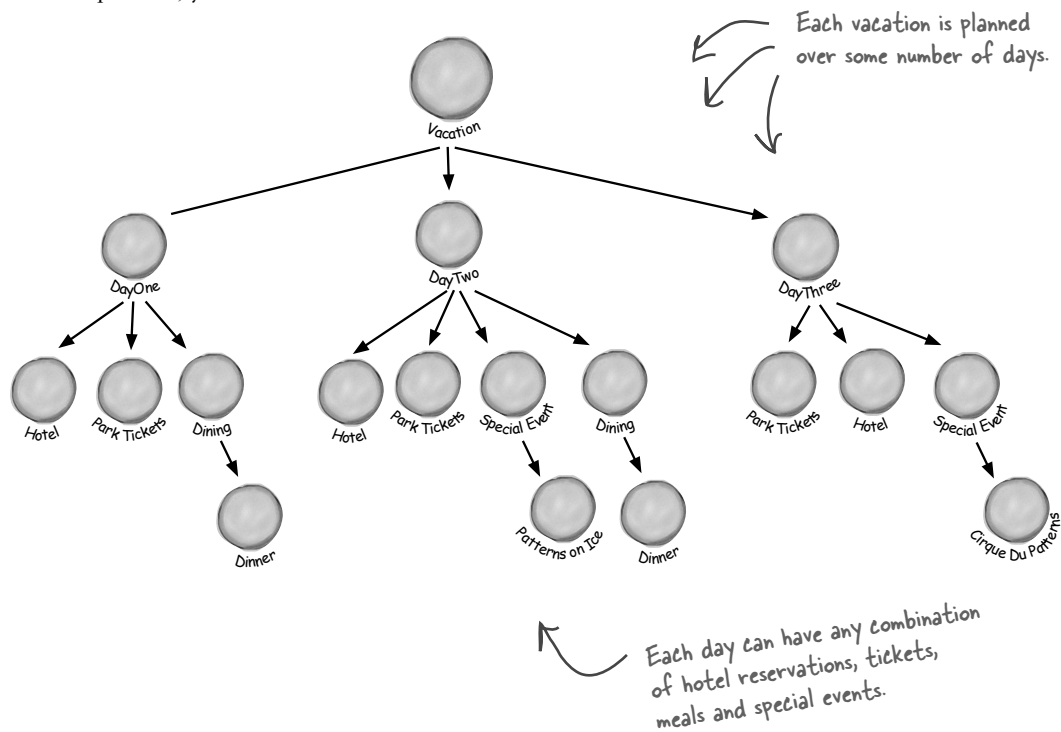 Each vacation is planned
over some number of days.
Vacation
DayOne
DayTwo
DayThree
Hotel
Park Tickets
Dining
Hotel
Park Tickets
Special Event
Dining
Park Tickets
Hotel
Special Event
Dinner
Patterns on Ice
Dinner
Cirque Du Patterns
Each day can have any combination
of hotel reservations, tickets,
meals and special events.